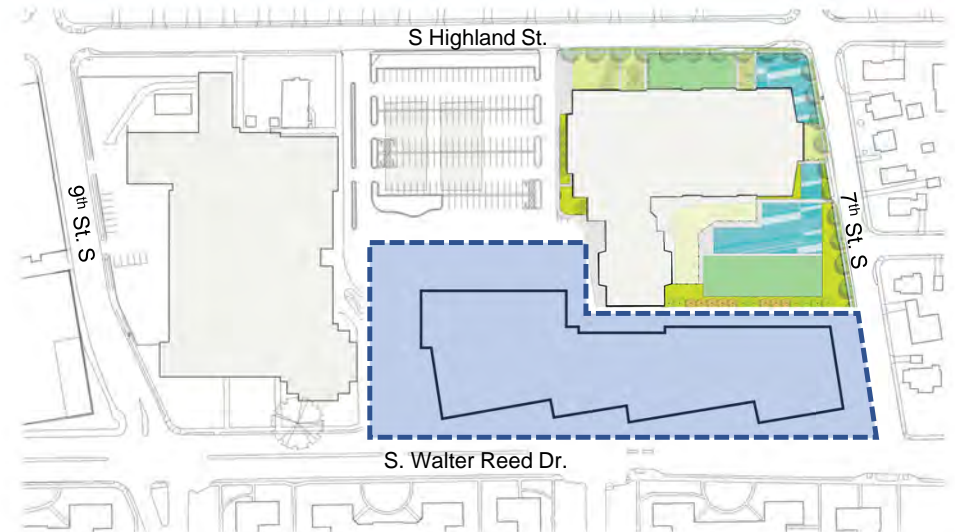 S Highland St.
9th St. S
7th St. S
S. Walter Reed Dr.